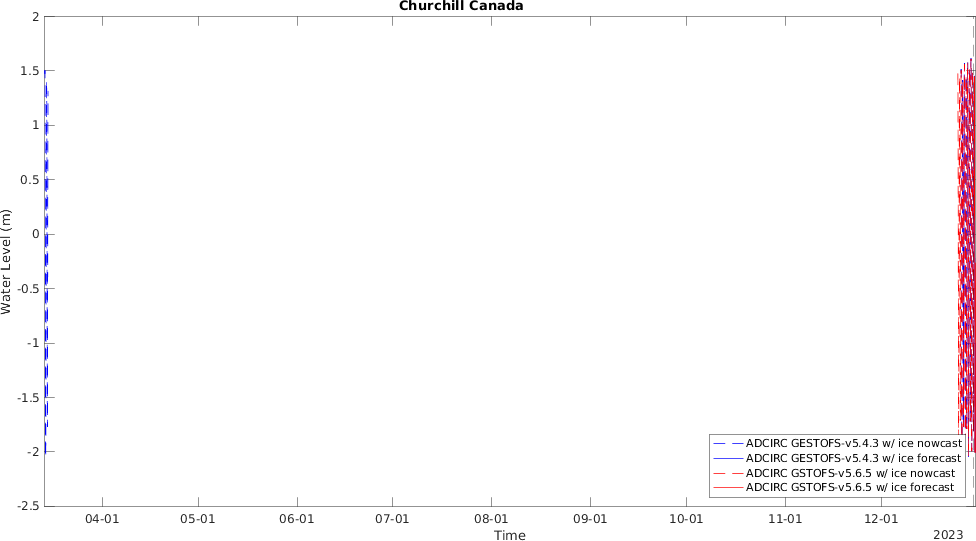 Churchill Canada
2
1.5
1
0.5
0
-0.5
-1
-1.5
-2
-2.5
Water Level (m)
ADCIRC GESTOFS-v5.4.3 w/ ice nowcast
ADCIRC GESTOFS-v5.4.3 w/ ice forecast
ADCIRC GSTOFS-v5.6.5 w/ ice nowcast
ADCIRC GSTOFS-v5.6.5 w/ ice forecast
04-01 05-01 06-01 07-01 08-01 09-01 10-01 11-01 12-01
Time
2023